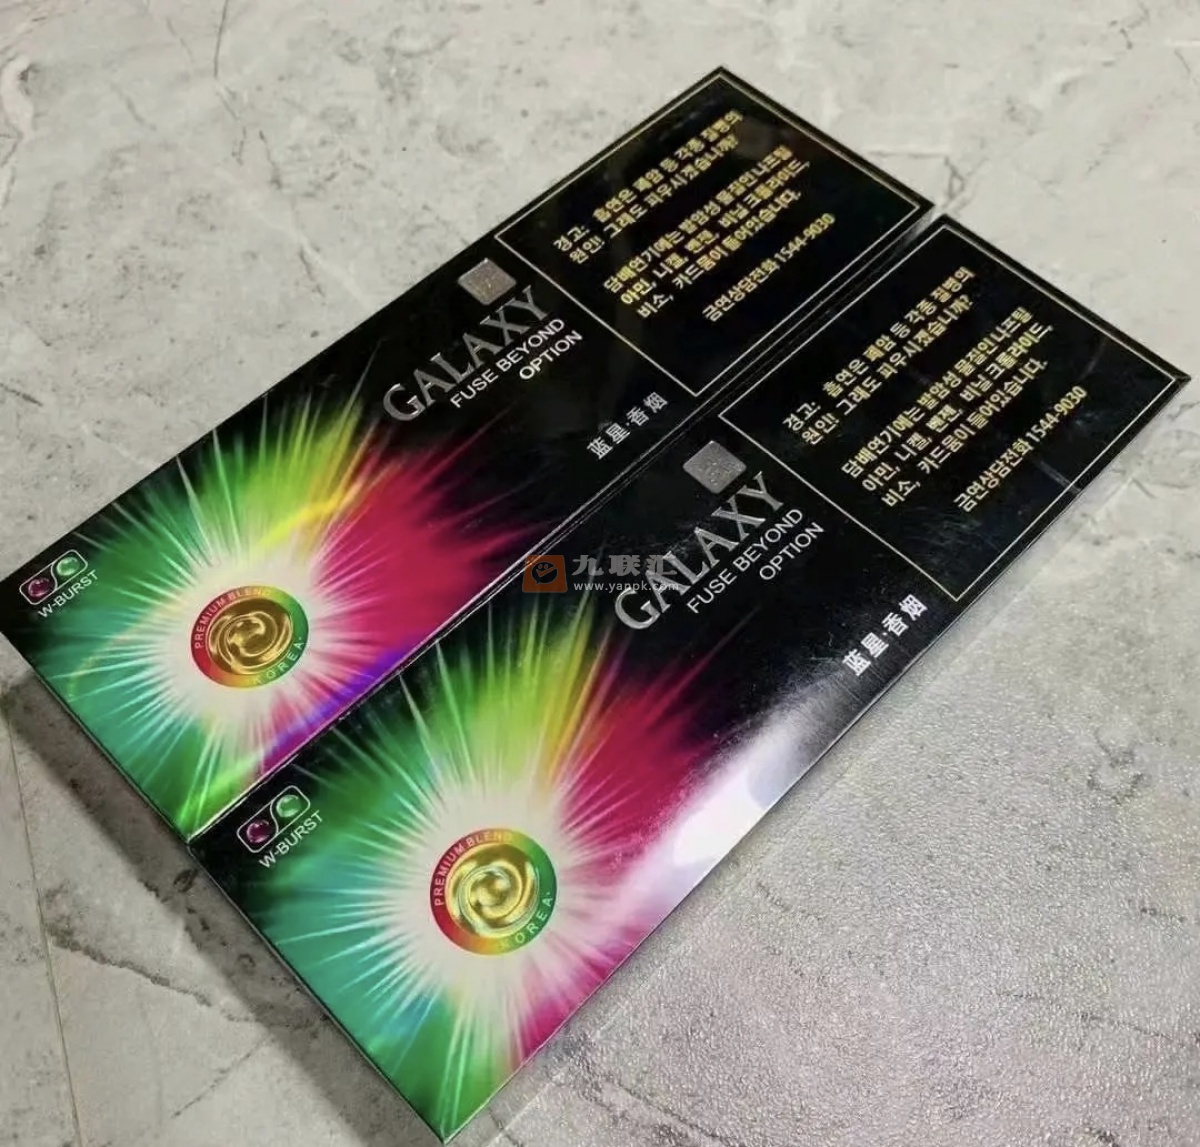 경고: 흡연은 폐암 등 각종 질병의
원인! 그래도 피우시겠습니까?
담배연기에는 발암성 물질인 나프틸
아민, 니켈, 벤젠, 비닐 크롤라이드,
비소, 카드뮴이 들어있습니다.
금연상담전화 1544-9030
GALAXY
FUSE BEYOND
OPTION
蓝星·香烟
W-BURST
PREMIUM BLEND
KOREA
경고: 흡연은 폐암 등 각종 질병의
원인! 그래도 피우시겠습니까?
담배연기에는 발암성 물질인 나프틸
아민, 니켈, 벤젠, 비닐 크롤라이드,
비소, 카드뮴이 들어있습니다.
금연상담전화 1544-9030
GALAXY
FUSE BEYOND
OPTION
蓝星·香烟
W-BURST
PREMIUM BLEND
KOREA
九联汇
www.yanpk.com